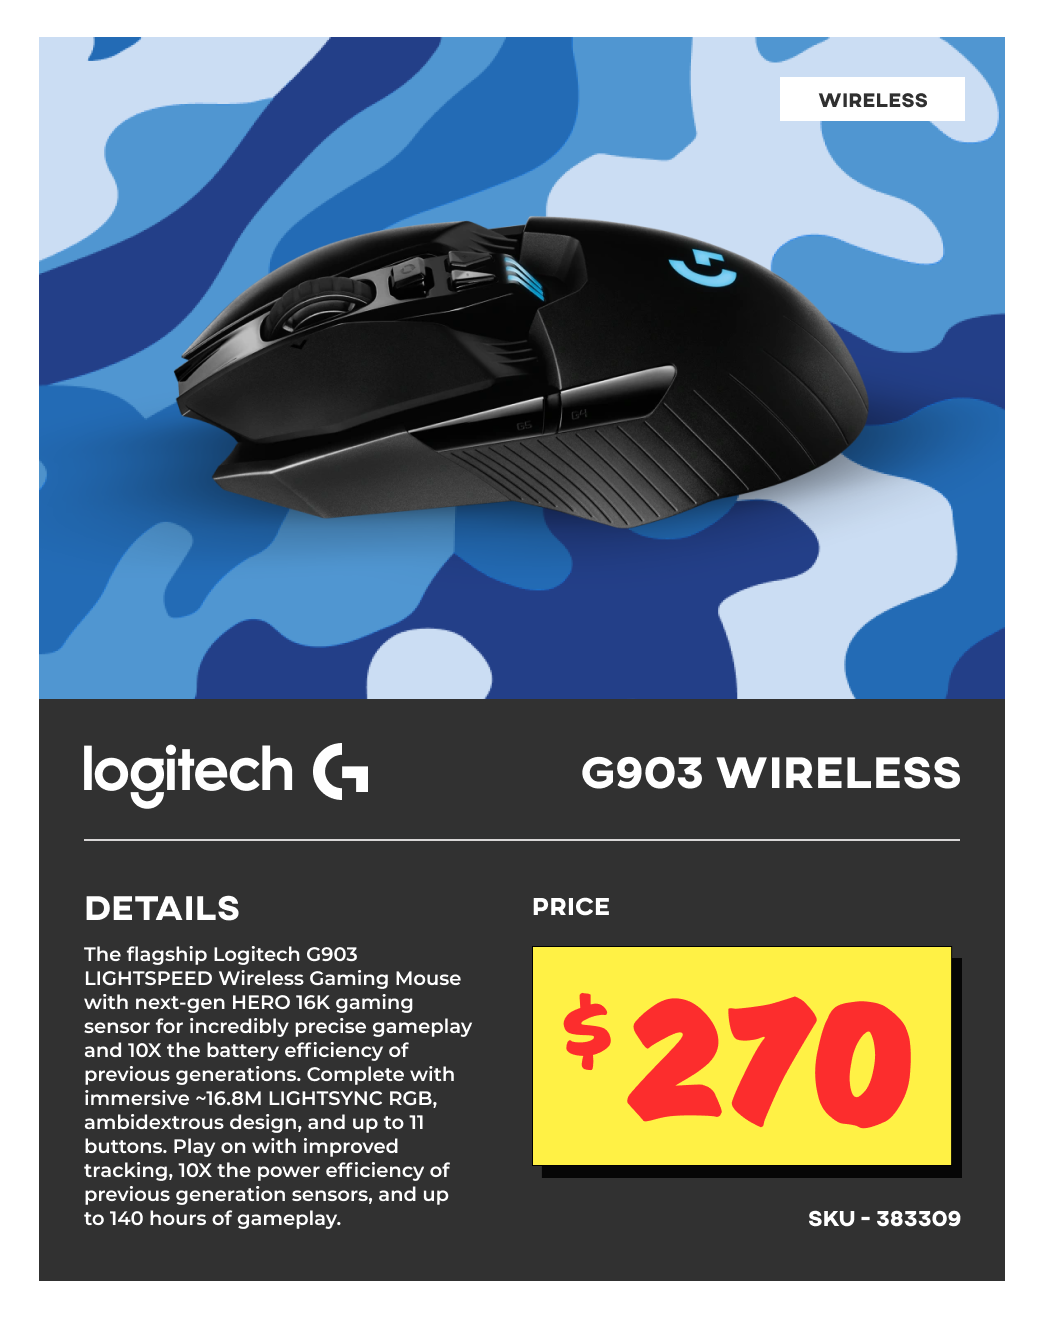 WIRELESS
G5
G4
logitech G
G903 WIRELESS
DETAILS
The flagship Logitech G903
LIGHTSPEED Wireless Gaming Mouse
with next-gen HERO 16K gaming
sensor for incredibly precise gameplay
and 10X the battery efficiency of
previous generations. Complete with
immersive ~16.8M LIGHTSYNC RGB,
ambidextrous design, and up to 11
buttons. Play on with improved
tracking, 10X the power efficiency of
previous generation sensors, and up
to 140 hours of gameplay.
PRICE
$270
SKU - 383309